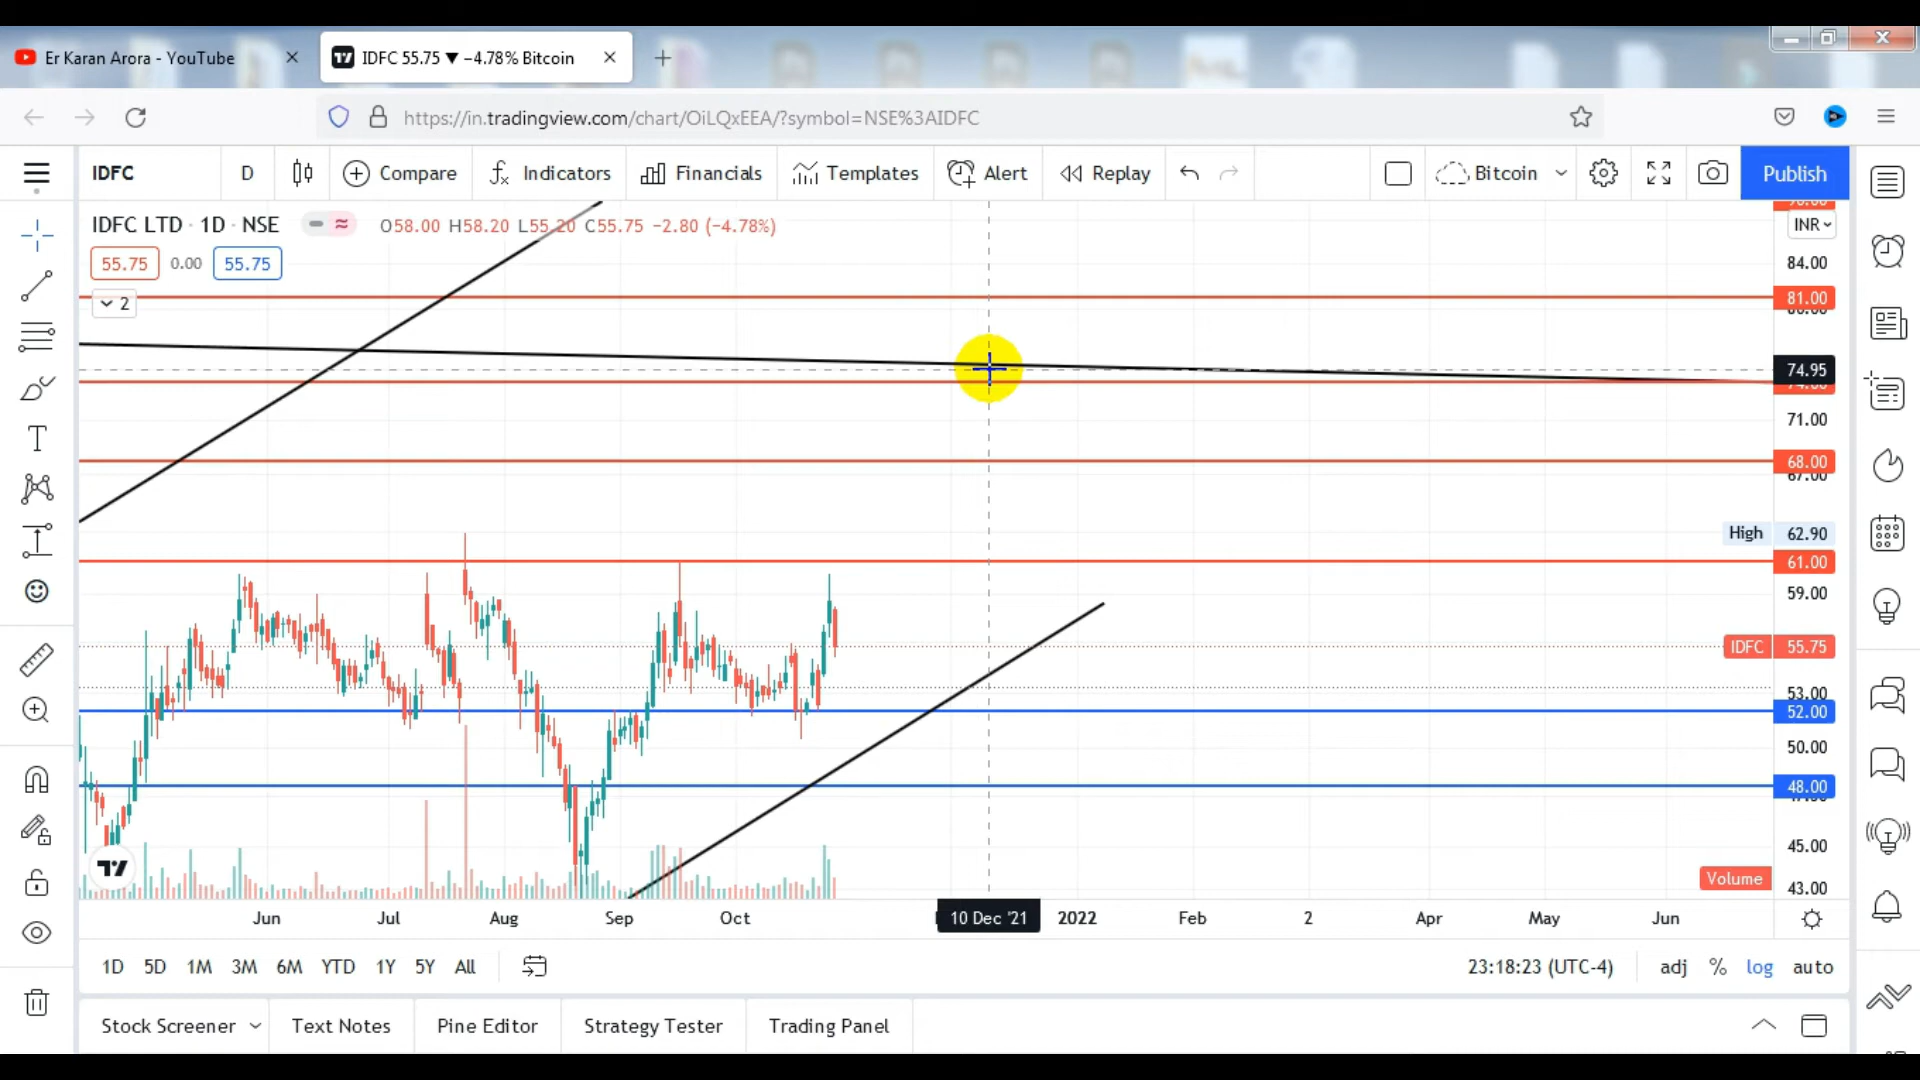 Er Karan Arora - YouTube
IDFC 55.75 ▼ −4.78% Bitcoin
https://in.tradingview.com/chart/OiLQxEEA/?symbol=NSE%3AIDFC
IDFC D Compare Indicators Financials Templates Alert Replay Bitcoin Publish
IDFC LTD · 1D · NSE O58.00 H58.20 L55.20 C55.75 −2.80 (−4.78%)
INR
55.75 0.00 55.75
84.00
2
81.00
74.95
71.00
68.00
67.00
High 62.90
61.00
59.00
IDFC 55.75
53.00
52.00
50.00
48.00
45.00
Volume
43.00
Jun Jul Aug Sep Oct 10 Dec '21 2022 Feb 2 Apr May Jun
1D 5D 1M 3M 6M YTD 1Y 5Y All 23:18:23 (UTC-4) adj % log auto
Stock Screener Text Notes Pine Editor Strategy Tester Trading Panel